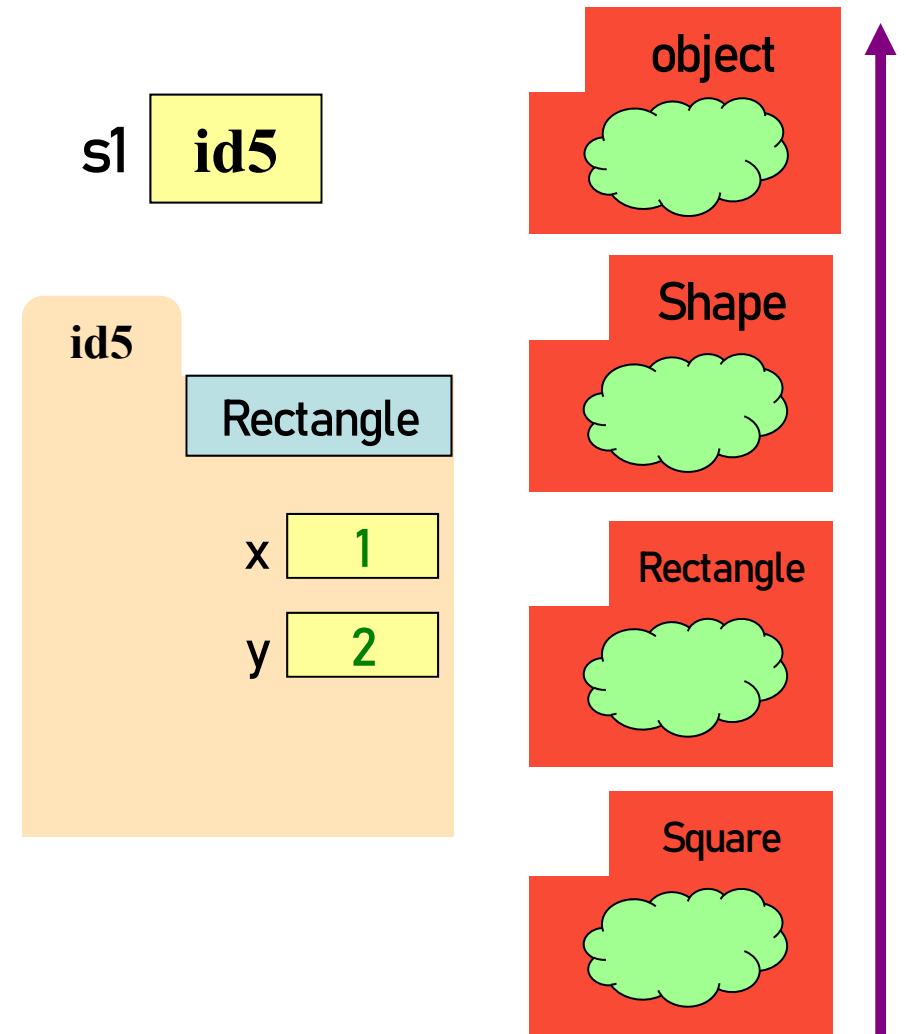 s1 id5
id5
Rectangle
x 1
y 2
object
Shape
Rectangle
Square